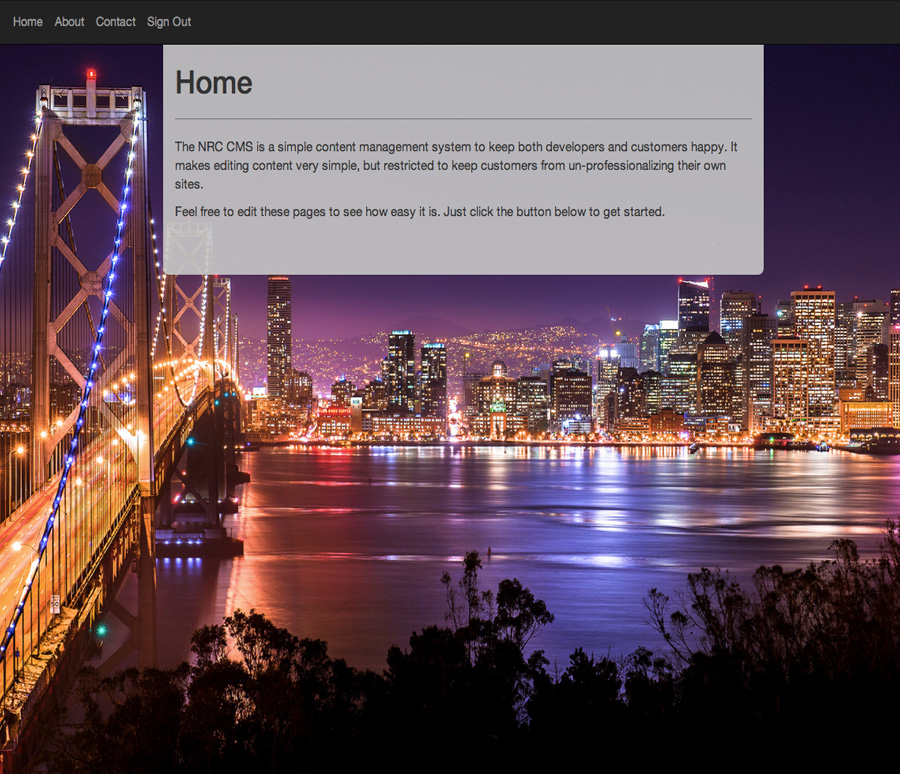 Home About Contact Sign Out
Home
The NRC CMS is a simple content management system to keep both developers and customers happy. It
makes editing content very simple, but restricted to keep customers from un-professionalizing their own
sites.
Feel free to edit these pages to see how easy it is. Just click the button below to get started.